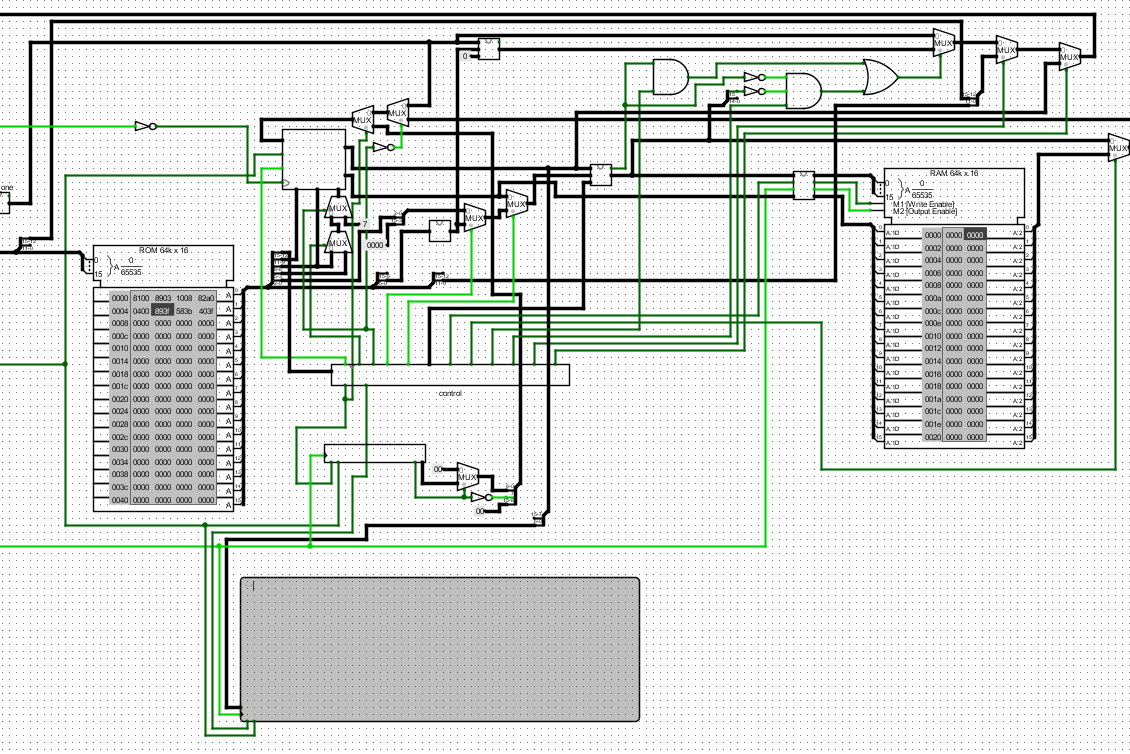 MUX
MUX
MUX
0
MUX
MUX
MUX
one
RAM 64k x 16
0
15
A
0
65535
M1 [Write Enable]
M2 [Output Enable]
MUX
7
MUX
MUX
0000
MUX
ROM 64k x 16
0
15
A
0
65535
0000 8100 8903 1008 82a0
0004 0400 893f 583b 403f
0008 0000 0000 0000 0000
000c 0000 0000 0000 0000
0010 0000 0000 0000 0000
0014 0000 0000 0000 0000
0018 0000 0000 0000 0000
001c 0000 0000 0000 0000
0020 0000 0000 0000 0000
0024 0000 0000 0000 0000
0028 0000 0000 0000 0000
002c 0000 0000 0000 0000
0030 0000 0000 0000 0000
0034 0000 0000 0000 0000
0038 0000 0000 0000 0000
003c 0000 0000 0000 0000
0040 0000 0000 0000 0000
0000 0000 0000
0002 0000 0000
0004 0000 0000
0006 0000 0000
0008 0000 0000
000a 0000 0000
000c 0000 0000
000e 0000 0000
0010 0000 0000
0012 0000 0000
0014 0000 0000
0016 0000 0000
0018 0000 0000
001a 0000 0000
001c 0000 0000
001e 0000 0000
0020 0000 0000
control
00
MUX
00